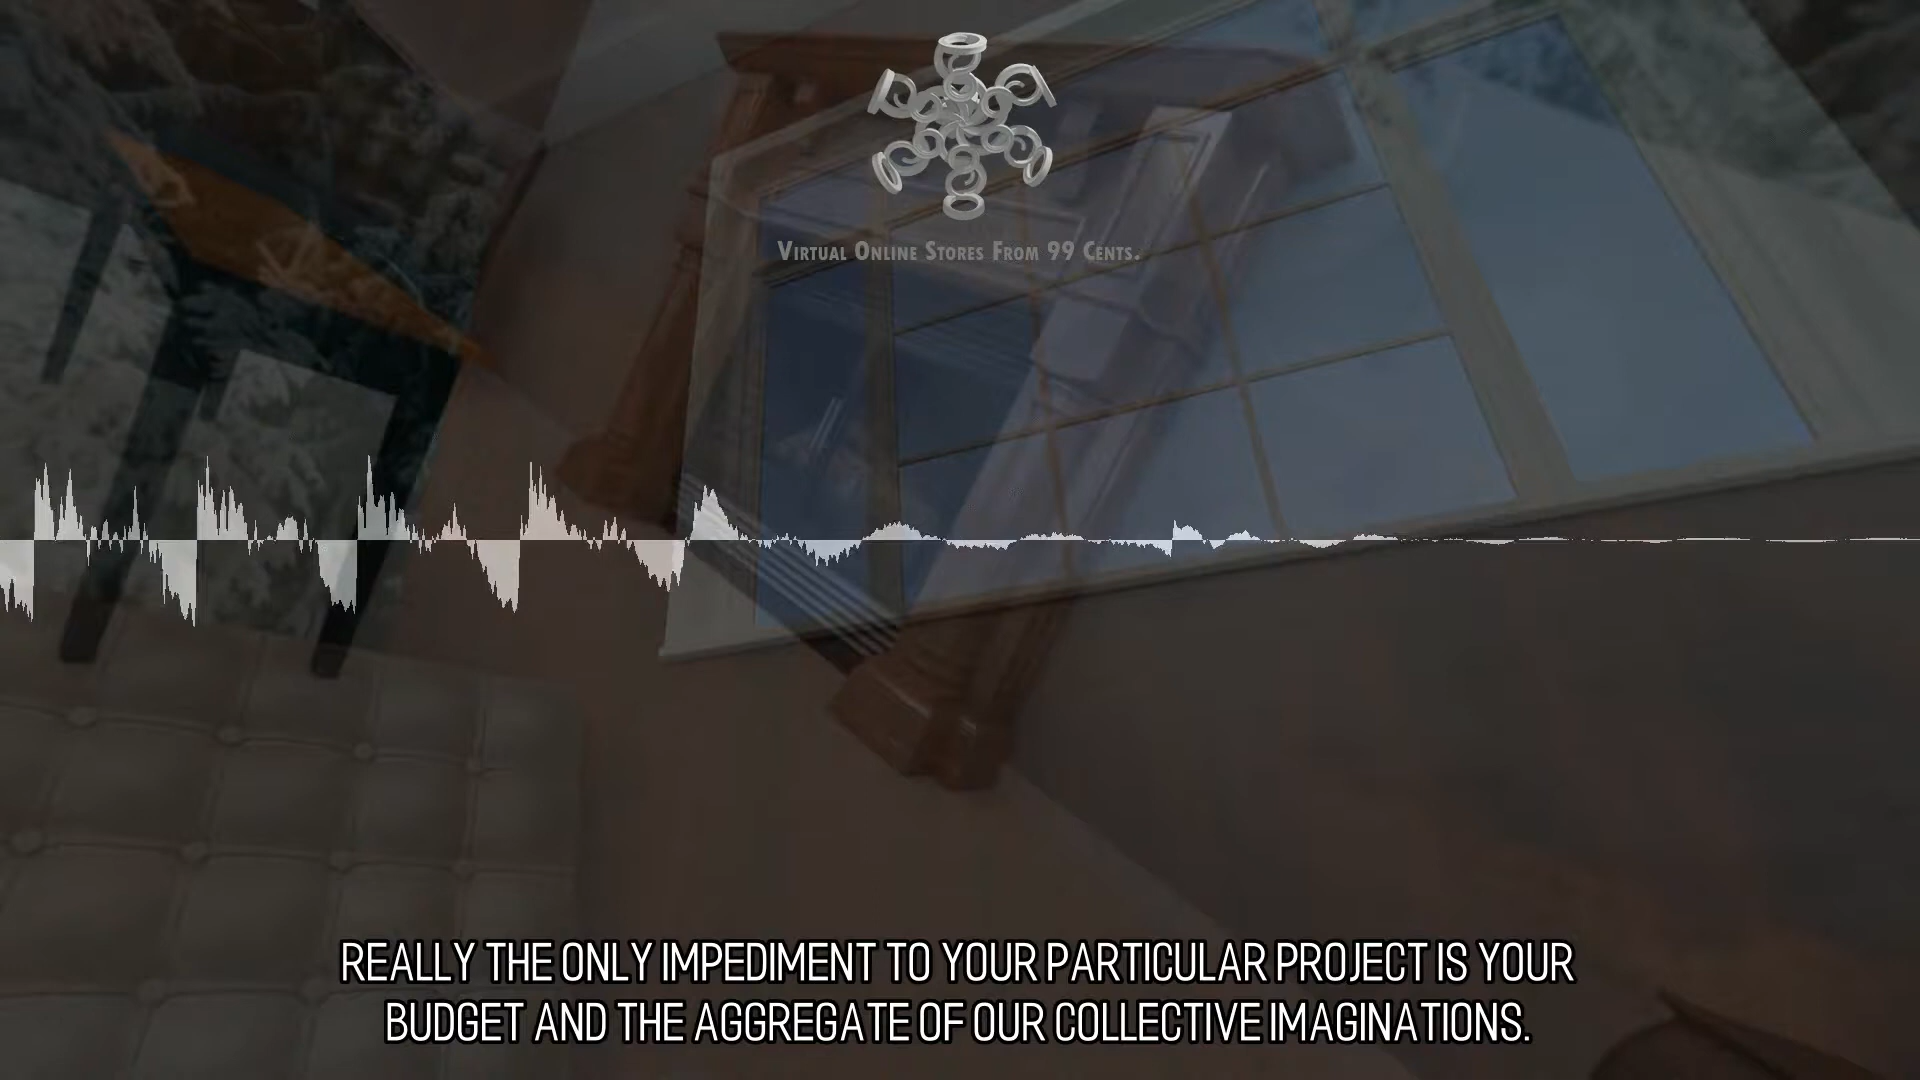 Virtual Online Stores From 99 Cents.
REALLY THE ONLY IMPEDIMENT TO YOUR PARTICULAR PROJECT IS YOUR
BUDGET AND THE AGGREGATE OF OUR COLLECTIVE IMAGINATIONS.